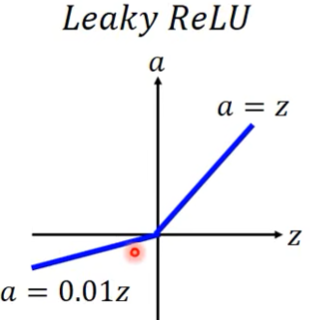 Leaky ReLU
a
a = z
z
a = 0.01z